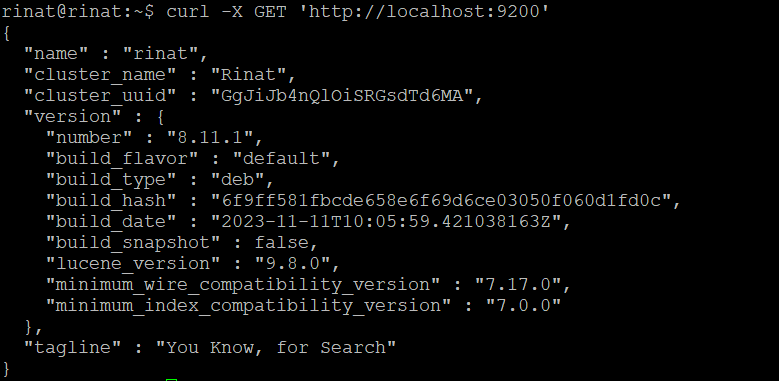 rinat@rinat:~$ curl -X GET 'http://localhost:9200'
{
  "name" : "rinat",
  "cluster_name" : "Rinat",
  "cluster_uuid" : "GgJiJb4nQlOiSRGsdTd6MA",
  "version" : {
    "number" : "8.11.1",
    "build_flavor" : "default",
    "build_type" : "deb",
    "build_hash" : "6f9ff581fbcde658e6f69d6ce03050f060d1fd0c",
    "build_date" : "2023-11-11T10:05:59.421038163Z",
    "build_snapshot" : false,
    "lucene_version" : "9.8.0",
    "minimum_wire_compatibility_version" : "7.17.0",
    "minimum_index_compatibility_version" : "7.0.0"
  },
  "tagline" : "You Know, for Search"
}